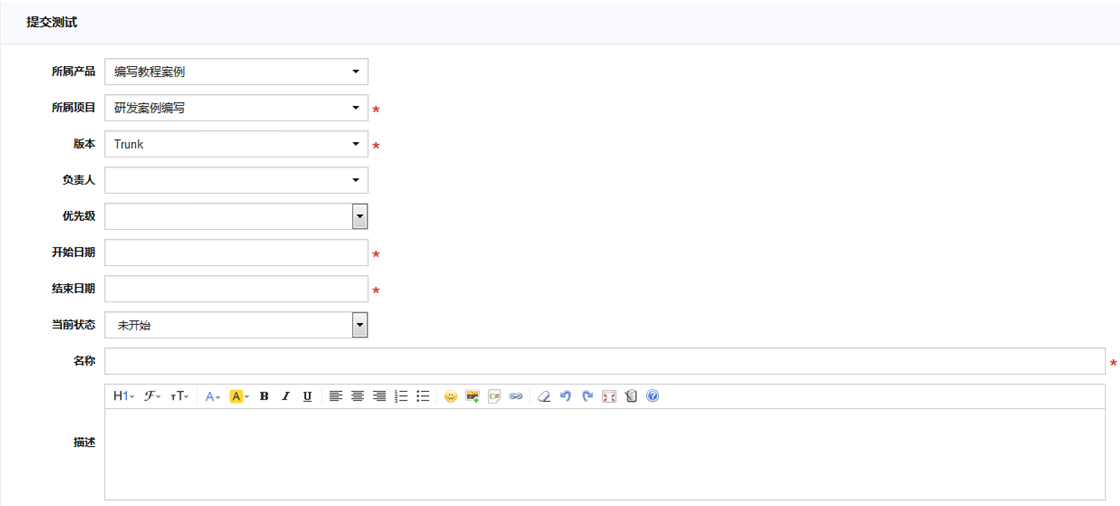 提交测试
所属产品 编写教程案例
所属项目 研发案例编写 *
版本 Trunk *
负责人
优先级
开始日期 *
结束日期 *
当前状态 未开始
名称 *
H1 ℱ тT A A B I U C#
描述